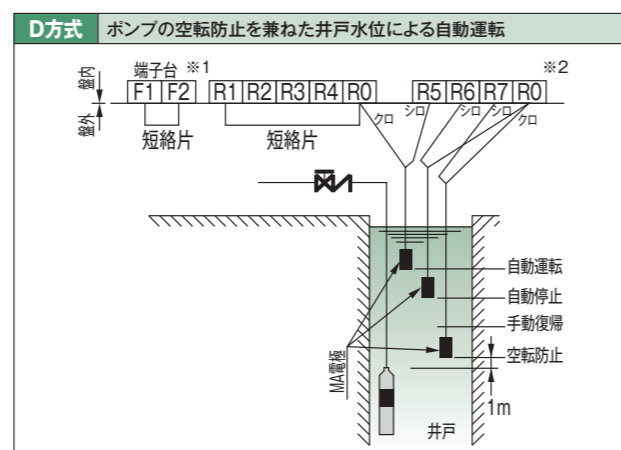 D方式 ポンプの空転防止を兼ねた井戸水位による自動運転
盤内
盤外
端子台 ※1
※2
F1 F2 R1 R2 R3 R4 R0 R5 R6 R7 R0
クロ シロ シロ シロ クロ
短絡片 短絡片
自動運転
自動停止
手動復帰
空転防止
MA電極
1m
井戸